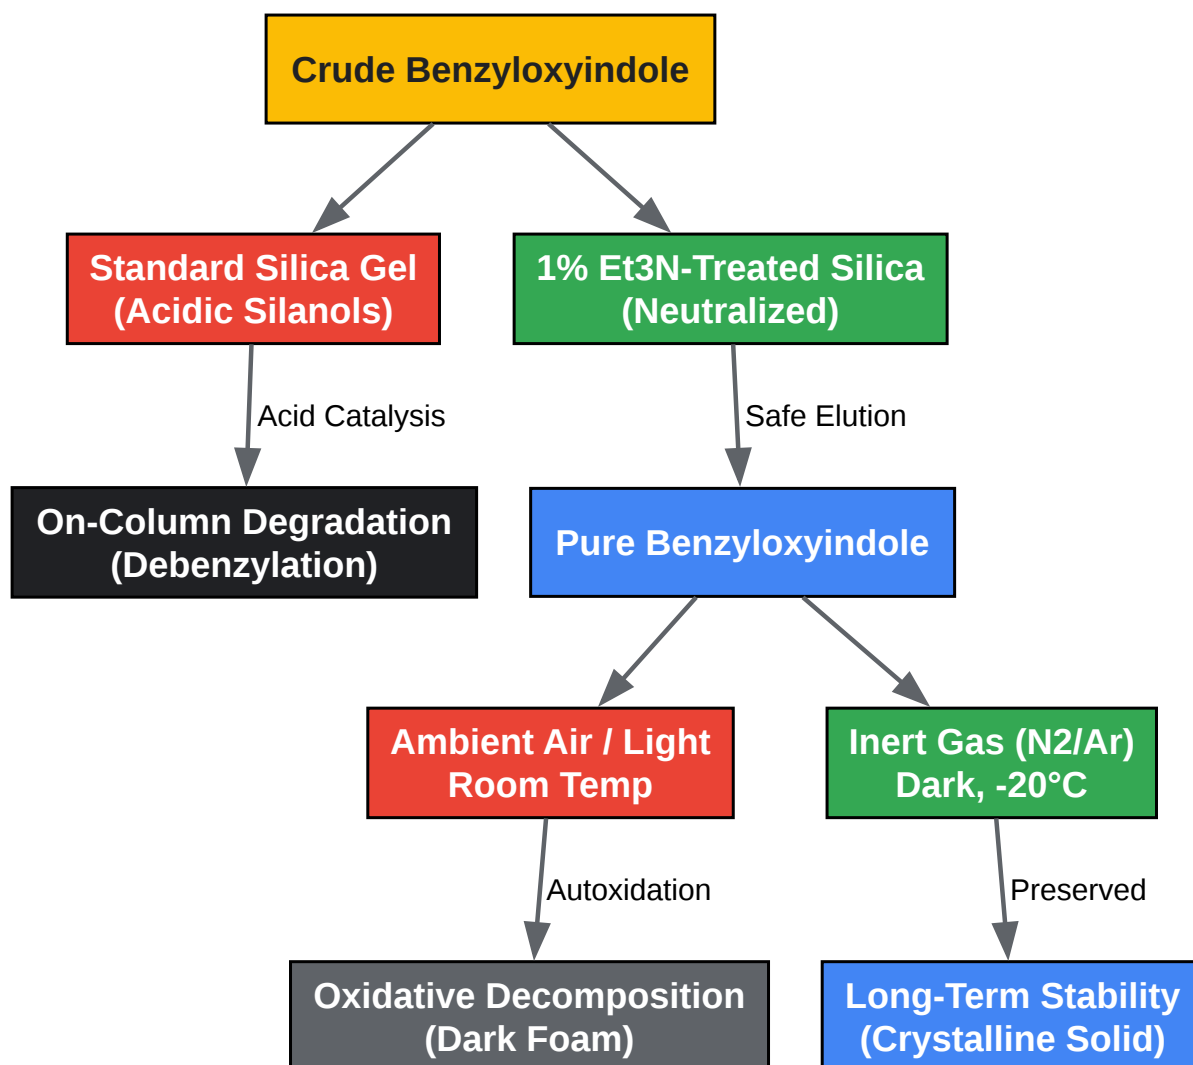 Crude Benzyloxyindole
Standard Silica Gel
(Acidic Silanols)
1% Et3N-Treated Silica
(Neutralized)
Acid Catalysis
Safe Elution
On-Column Degradation
(Debenzylation)
Pure Benzyloxyindole
Ambient Air / Light
Room Temp
Inert Gas (N2/Ar)
Dark, -20°C
Autoxidation
Preserved
Oxidative Decomposition
(Dark Foam)
Long-Term Stability
(Crystalline Solid)